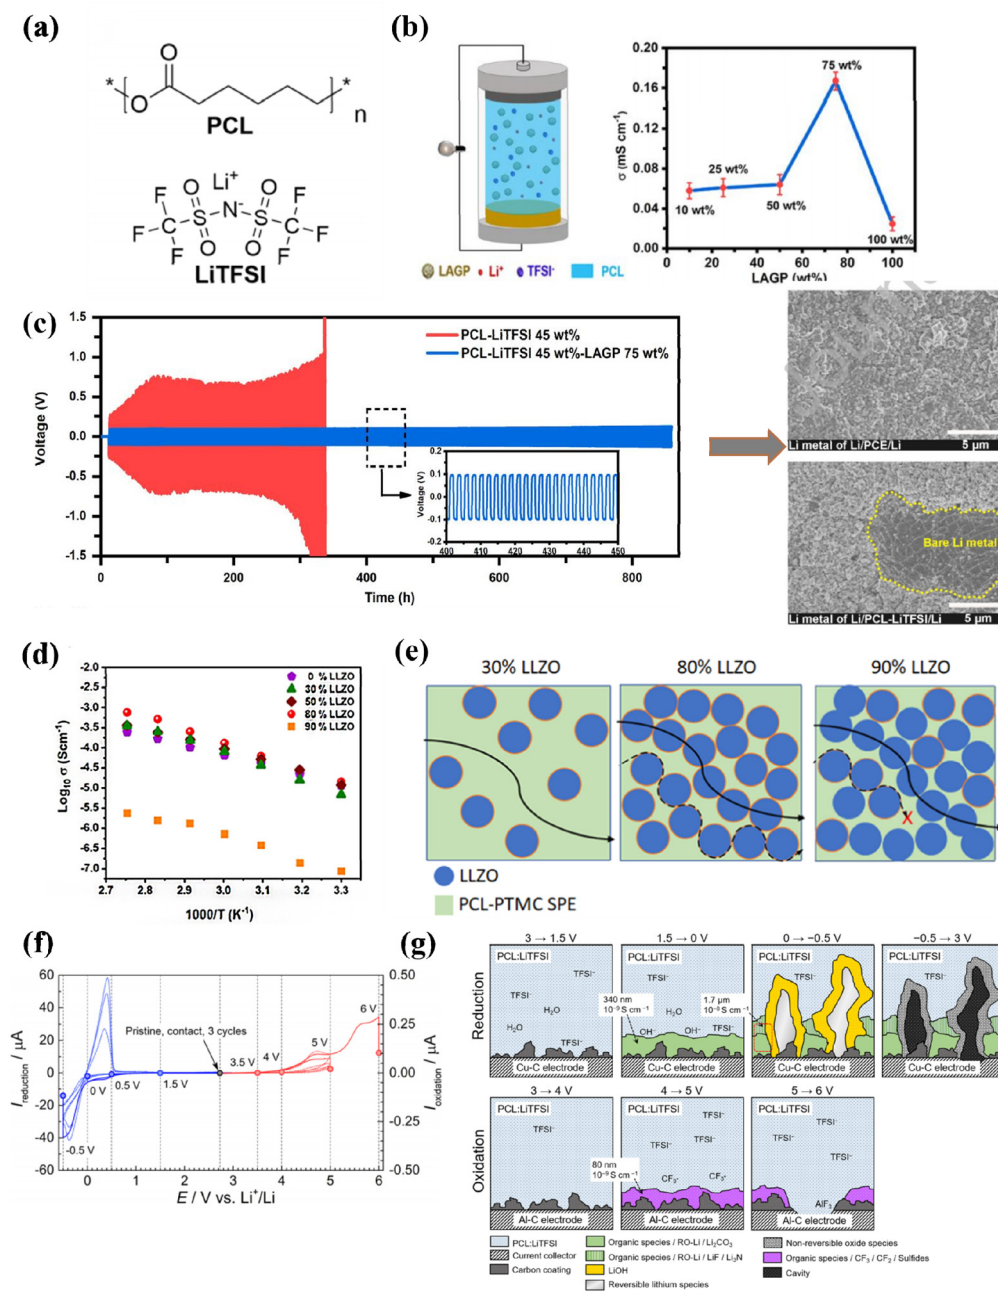 (a)
O
*
O
n
*
PCL
Li+
F
O
O
F
F
S
N-
S
F
F
O
O
F
LiTFSI
(b)
LAGP
Li+
TFSI-
PCL
σ (mS cm-1)
0.20
0.16
0.12
0.08
0.04
0.00
75 wt%
25 wt%
10 wt%
50 wt%
100 wt%
0 20 40 60 80 100
LAGP (wt%)
(c)
Voltage (V)
1.5
1.0
0.5
0.0
-0.5
-1.0
-1.5
PCL-LiTFSI 45 wt%
PCL-LiTFSI 45 wt%-LAGP 75 wt%
Voltage (V)
0.2
0.1
0.0
-0.1
-0.2
400 410 420 430 440 450
0 200 400 600 800
Time (h)
Li metal of Li/PCE/Li 5 μm
Bare Li metal
Li metal of Li/PCL-LiTFSI/Li 5 μm
(d)
Log10 σ (Scm-1)
-2.0
-2.5
-3.0
-3.5
-4.0
-4.5
-5.0
-5.5
-6.0
-6.5
-7.0
0 % LLZO
30 % LLZO
50 % LLZO
80 % LLZO
90 % LLZO
2.7 2.8 2.9 3.0 3.1 3.2 3.3
1000/T (K-1)
(e)
30% LLZO 80% LLZO 90% LLZO
X
LLZO
PCL-PTMC SPE
(f)
Ireduction / μA
60
40
20
0
-20
-40
-60
Pristine, contact, 3 cycles
-0.5 V
0 V
0.5 V
1.5 V
3.5 V
4 V
5 V
6 V
0.50
0.25
0.00
-0.25
-0.50
Ioxidation / μA
0 1 2 3 4 5 6
E / V vs. Li+/Li
(g)
Reduction
3 → 1.5 V 1.5 → 0 V 0 → −0.5 V −0.5 → 3 V
PCL:LiTFSI
TFSI-
TFSI-
H2O
H2O
TFSI-
Cu-C electrode
PCL:LiTFSI
TFSI-
340 nm
10-9 S cm-1
H2O
OH-
OH-
TFSI-
Cu-C electrode
PCL:LiTFSI
TFSI-
1.7 μm
10-8 S cm-1
Cu-C electrode
PCL:LiTFSI
TFSI-
Cu-C electrode
Oxidation
3 → 4 V 4 → 5 V 5 → 6 V
PCL:LiTFSI
TFSI-
TFSI-
TFSI-
Al-C electrode
PCL:LiTFSI
TFSI-
TFSI-
TFSI-
80 nm
10-9 S cm-1
CF3-
CF3-
Al-C electrode
PCL:LiTFSI
TFSI-
TFSI-
TFSI-
AlF3
Al-C electrode
PCL:LiTFSI
Current collector
Carbon coating
Organic species / RO-Li / Li2CO3
Organic species / RO-Li / LiF / Li3N
LiOH
Reversible lithium species
Non-reversible oxide species
Organic species / CF3 / CF2 / Sulfides
Cavity